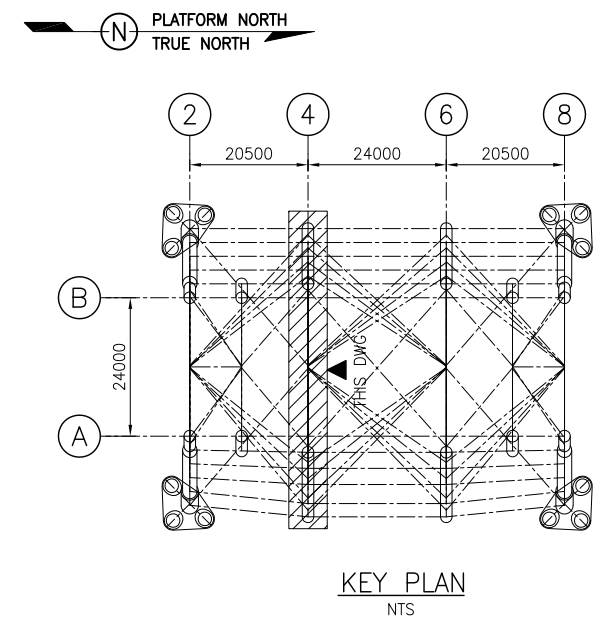 PLATFORM NORTH
N
TRUE NORTH
2 4 6 8
20500 24000 20500
B
24000
THIS DWG
A
KEY PLAN
NTS